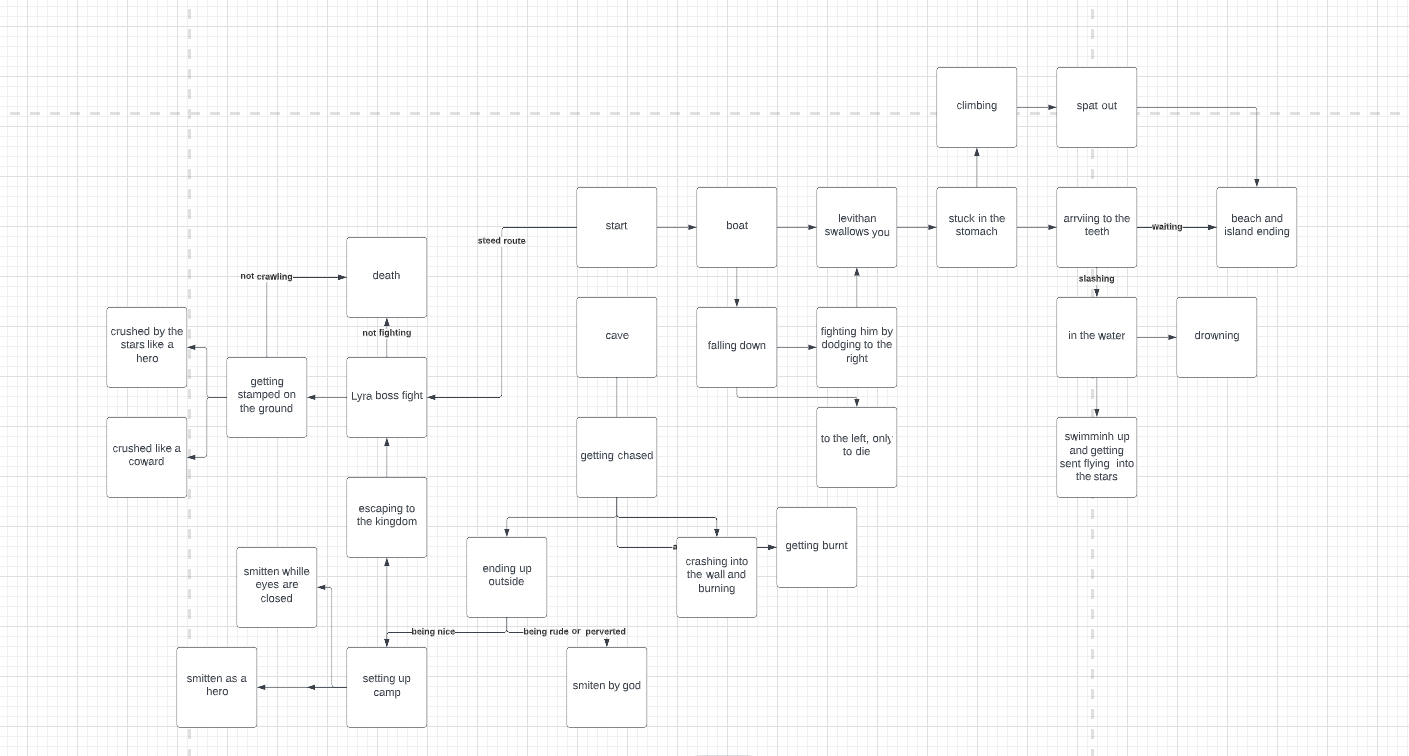 climbing
spat out
start
boat
levithan
swallows you
stuck in the
stomach
arrviing to the
teeth
waiting
beach and
island ending
steed route
death
not crawling
slashing
crushed by the
stars like a
hero
not fighting
cave
falling down
fighting him by
dodging to the
right
in the water
drowning
getting
stamped on
the ground
Lyra boss fight
crushed like a
coward
getting chased
to the left, only
to die
swimminh up
and getting
sent flying into
the stars
escaping to
the kingdom
smitten whille
eyes are
closed
ending up
outside
crashing into
the wall and
burning
getting burnt
being nice
being rude or perverted
smitten as a
hero
setting up
camp
smiten by god